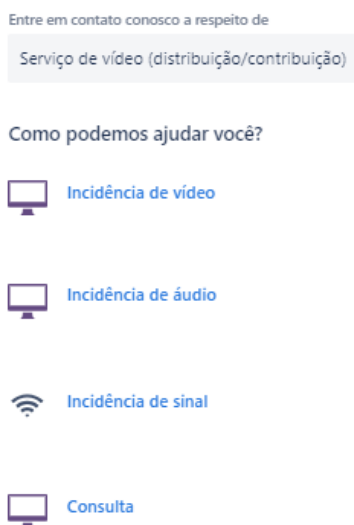 Entre em contato conosco a respeito de
Serviço de vídeo (distribuição/contribuição)
Como podemos ajudar você?
Incidência de vídeo
Incidência de áudio
Incidência de sinal
Consulta